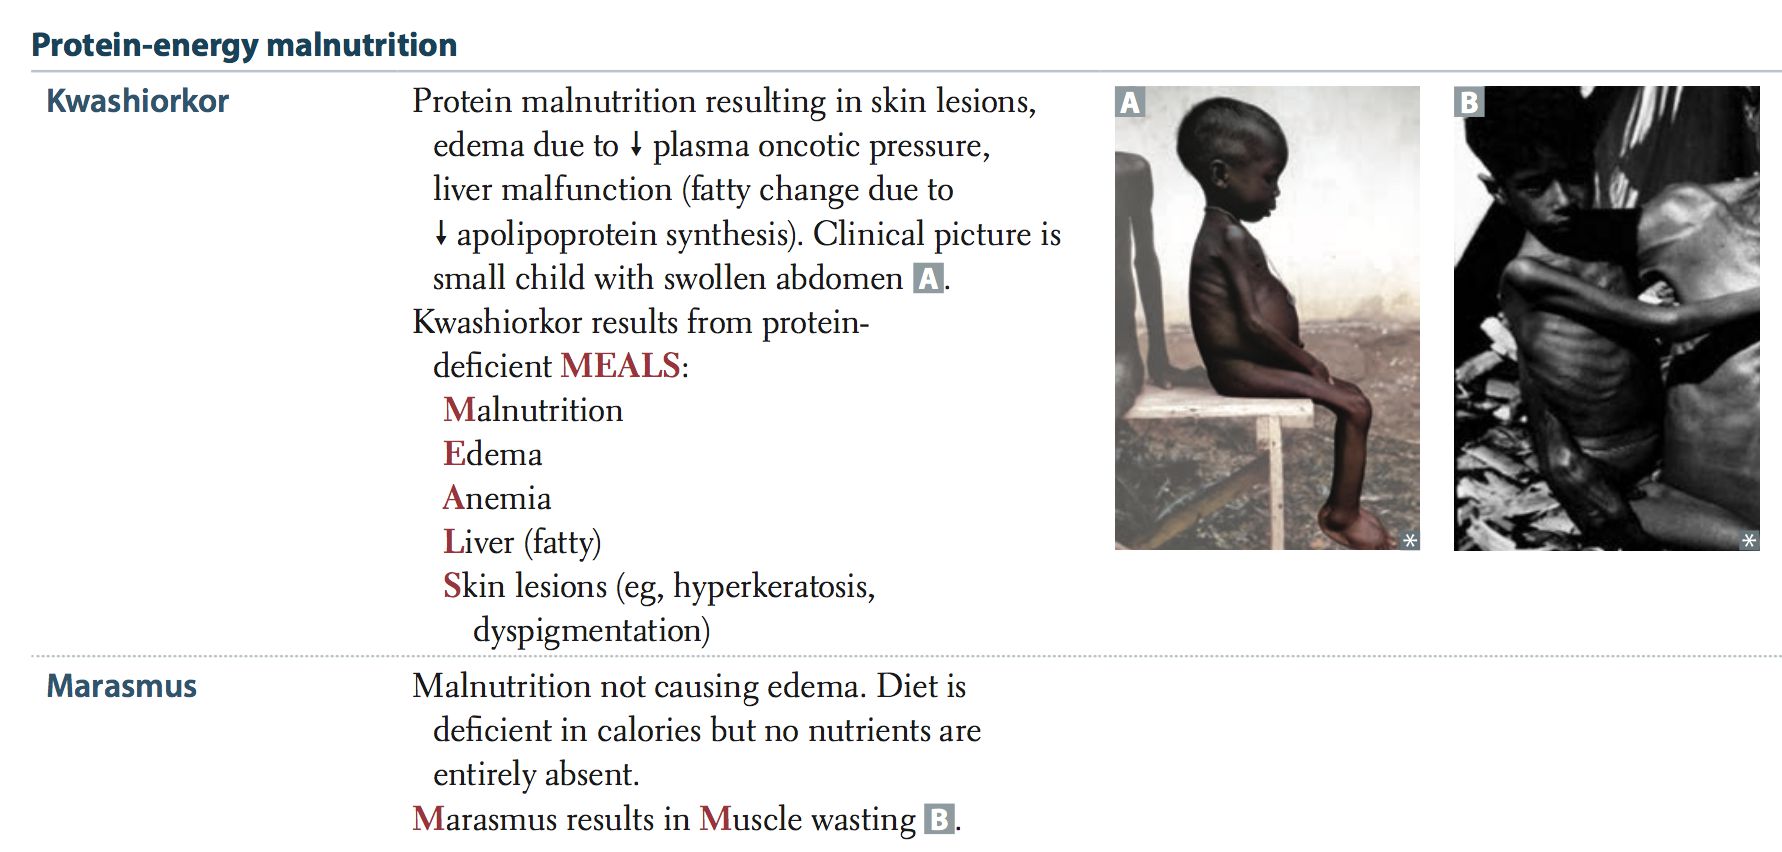 Protein-energy malnutrition
Kwashiorkor
Protein malnutrition resulting in skin lesions,
edema due to ↓ plasma oncotic pressure,
liver malfunction (fatty change due to
↓ apolipoprotein synthesis). Clinical picture is
small child with swollen abdomen A.
Kwashiorkor results from protein-
deficient MEALS:
Malnutrition
Edema
Anemia
Liver (fatty)
Skin lesions (eg, hyperkeratosis,
dyspigmentation)
A
*
B
*
Marasmus
Malnutrition not causing edema. Diet is
deficient in calories but no nutrients are
entirely absent.
Marasmus results in Muscle wasting B.